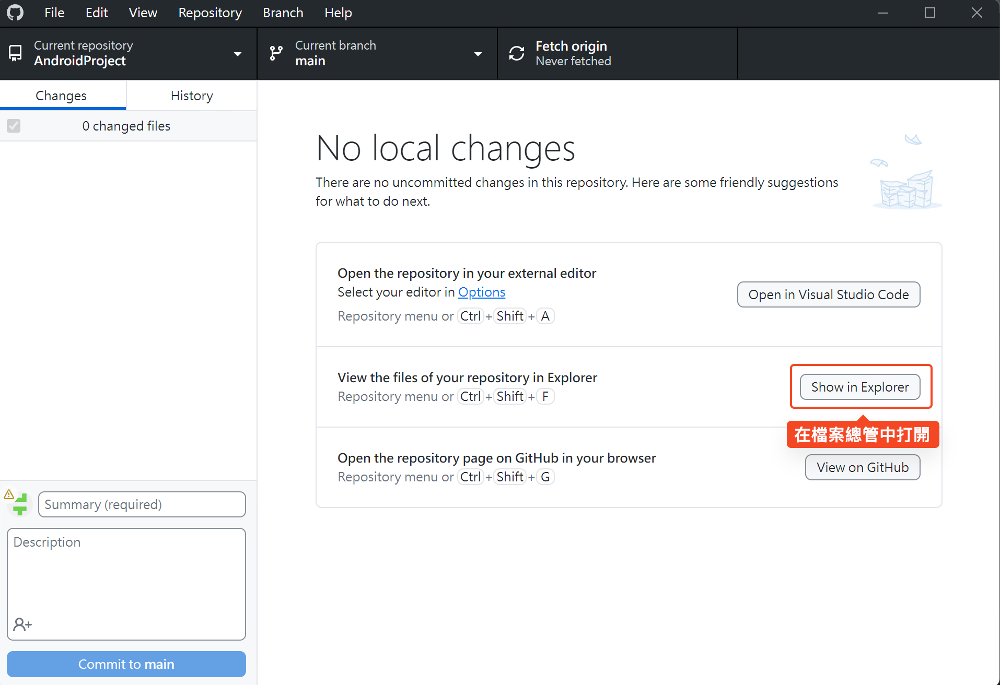 File Edit View Repository Branch Help
Current repository
AndroidProject
Current branch
main
Fetch origin
Never fetched
Changes
History
0 changed files
No local changes
There are no uncommitted changes in this repository. Here are some friendly suggestions
for what to do next.
Open the repository in your external editor
Select your editor in Options
Repository menu or Ctrl + Shift + A
Open in Visual Studio Code
View the files of your repository in Explorer
Repository menu or Ctrl + Shift + F
Show in Explorer
在檔案總管中打開
Open the repository page on GitHub in your browser
Repository menu or Ctrl + Shift + G
View on GitHub
Summary (required)
Description
Commit to main